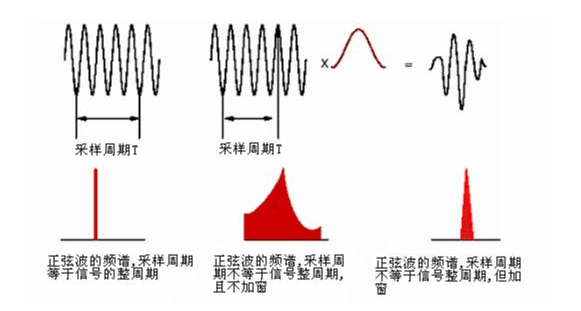 x
=
采样周期T
采样周期T
正弦波的频谱,采样周期
等于信号的整周期
正弦波的频谱,采样周
期不等于信号整周期,
且不加窗
正弦波的频谱,采样周期
不等于信号整周期,但加
窗